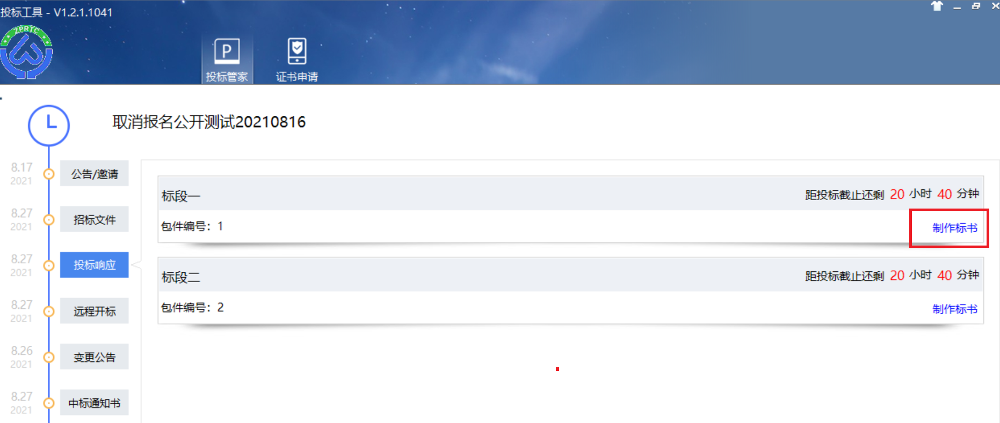 投标工具 - V1.2.1.1041
ZPRTC
投标管家
证书申请
取消报名公开测试20210816
8.17
2021
公告/邀请
8.27
2021
招标文件
8.27
2021
投标响应
8.27
2021
远程开标
8.26
2021
变更公告
8.27
2021
中标通知书
标段一
距投标截止还剩 20 小时 40 分钟
包件编号：1
制作标书
标段二
距投标截止还剩 20 小时 40 分钟
包件编号：2
制作标书